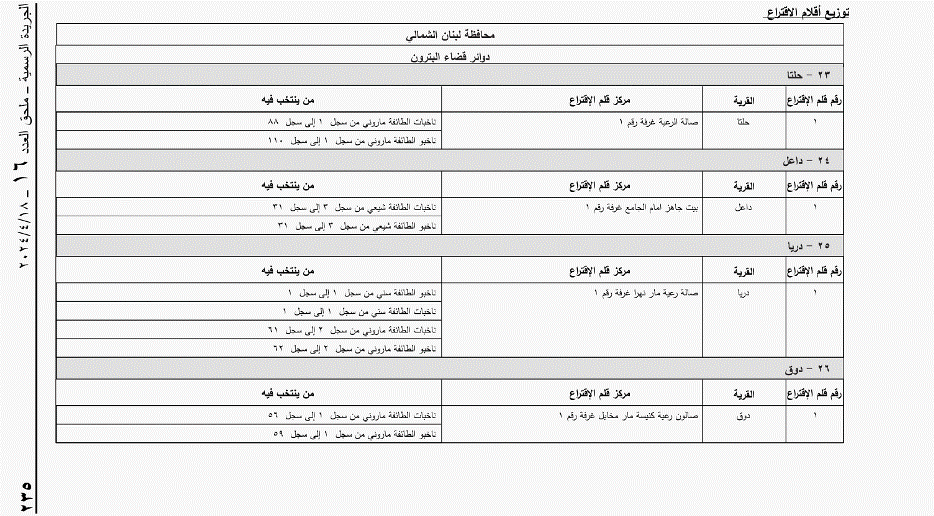 توزيع أقلام الاقتراع
محافظة لبنان الشمالي
دوائر قضاء البترون
٢٣ - حلتا
رقم قلم الإقتراع القرية مركز قلم الإقتراع من ينتخب فيه
١ حلتا صالة الرعية غرفة رقم ١ ناخبات الطائفة ماروني من سجل ١ إلى سجل ٨٨
ناخبو الطائفة ماروني من سجل ١ إلى سجل ١١٠
٢٤ - داعل
رقم قلم الإقتراع القرية مركز قلم الإقتراع من ينتخب فيه
١ داعل بيت جاهز امام الجامع غرفة رقم ١ ناخبات الطائفة شيعي من سجل ٣ إلى سجل ٣١
ناخبو الطائفة شيعي من سجل ٣ إلى سجل ٣١
٢٥ - دريا
رقم قلم الإقتراع القرية مركز قلم الإقتراع من ينتخب فيه
١ دريا صالة رعية مار نهرا غرفة رقم ١ ناخبو الطائفة سني من سجل ١ إلى سجل ١
ناخبات الطائفة سني من سجل ١ إلى سجل ١
ناخبات الطائفة ماروني من سجل ٢ إلى سجل ٦١
ناخبو الطائفة ماروني من سجل ٢ إلى سجل ٦٢
٢٦ - دوق
رقم قلم الإقتراع القرية مركز قلم الإقتراع من ينتخب فيه
١ دوق صالون رعية كنيسة مار مخايل غرفة رقم ١ ناخبات الطائفة ماروني من سجل ١ إلى سجل ٥٦
ناخبو الطائفة ماروني من سجل ١ إلى سجل ٥٩
الجريدة الرسمية - ملحق العدد ١٦ - ٢٠٢٤/٤/١٨
٢٣٥